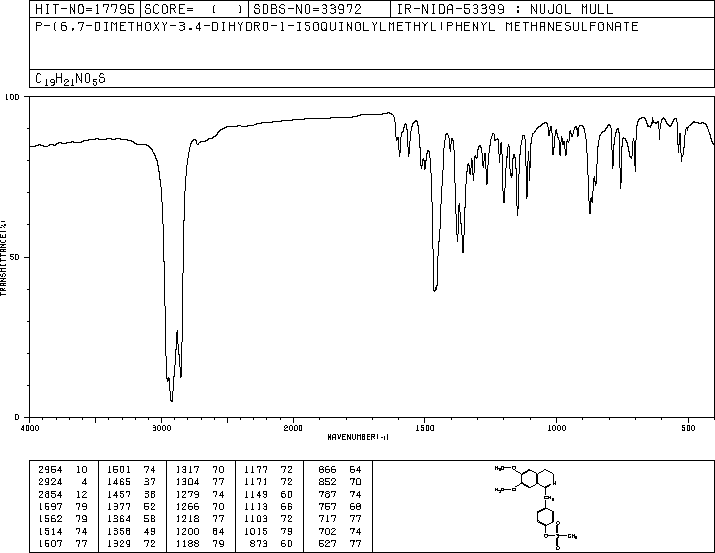 HIT-NO=17795 SCORE= ( ) SDBS-NO=33972 IR-NIDA-53399 : NUJOL MULL
P-(6,7-DIMETHOXY-3,4-DIHYDRO-1-ISOQUINOLYLMETHYL)PHENYL METHANESULFONATE
C19H21NO5S
100
50
0
TRANSMITTANCE(%)
4000 3000 2000 1500 1000 500
WAVENUMBER(-1)
2954 10 1501 74 1317 70 1177 72 866 64
2924 4 1465 37 1304 77 1171 72 852 70
2854 12 1457 38 1279 74 1149 60 787 74
1597 79 1377 52 1266 70 1113 66 757 68
1562 79 1364 56 1218 77 1103 72 717 77
1514 74 1358 49 1200 64 1015 79 702 74
1507 77 1329 72 1188 79 873 60 527 77